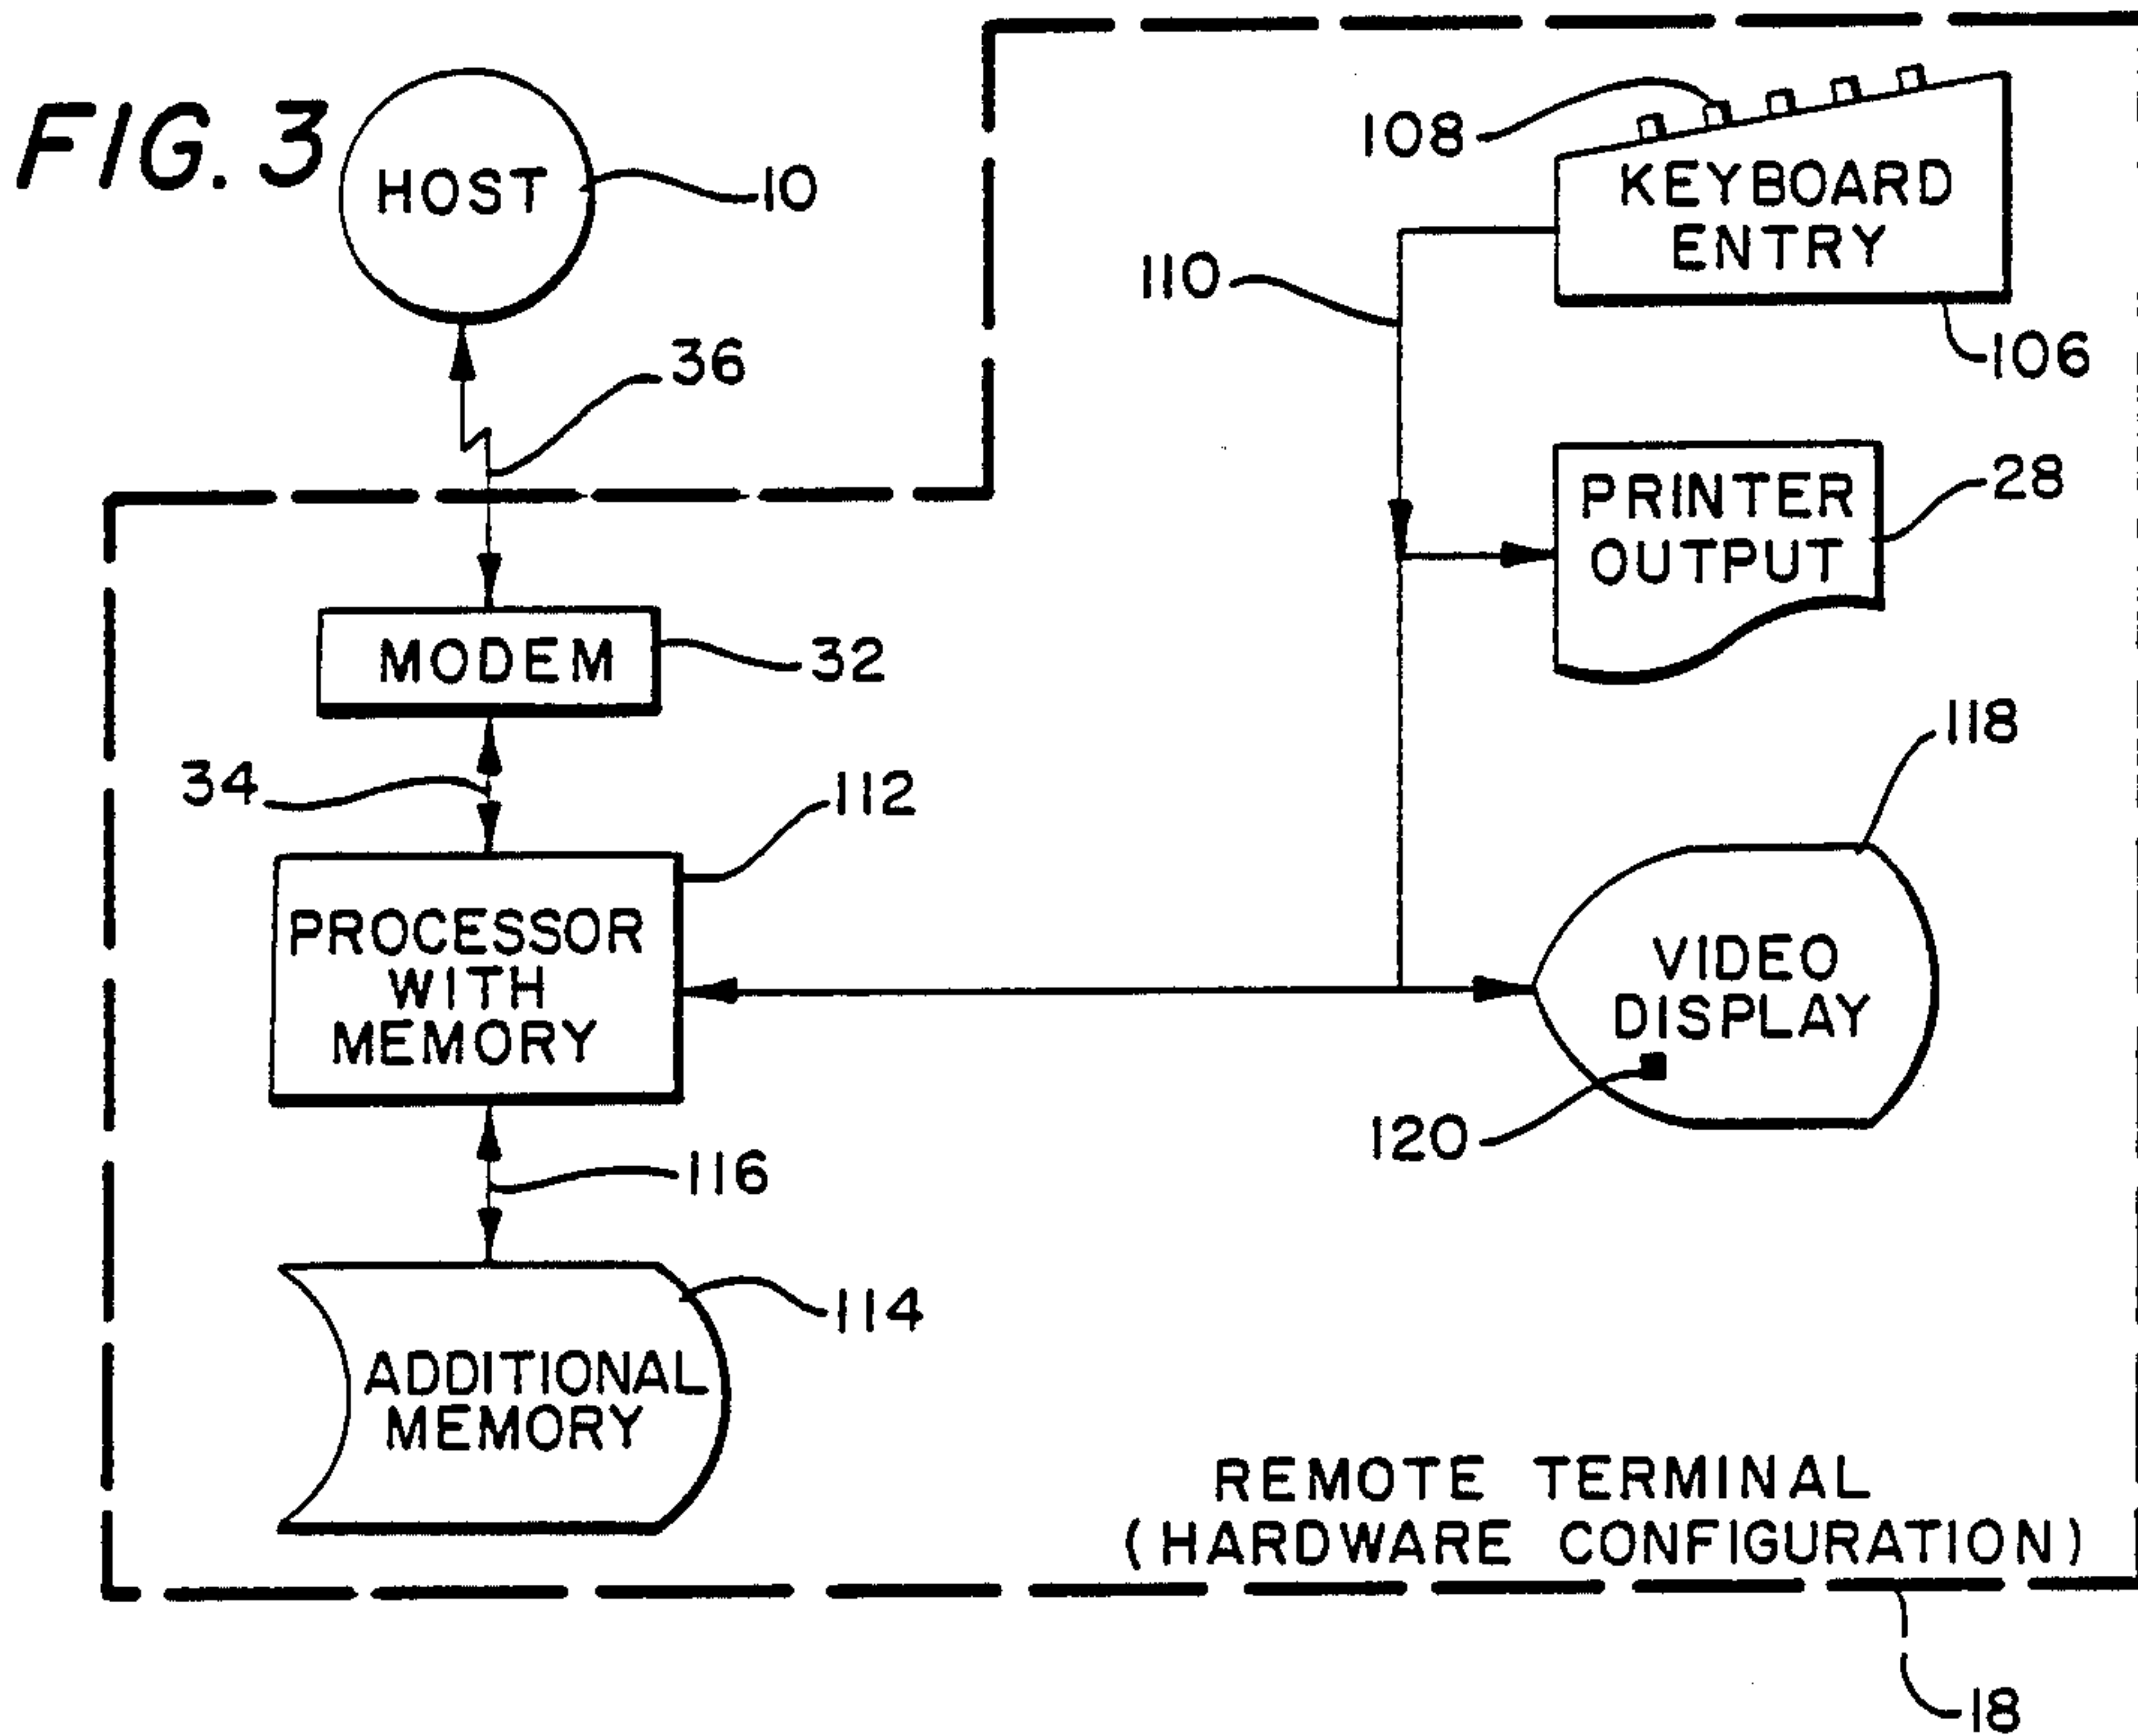 FIG. 3
HOST
10
36
108
KEYBOARD
ENTRY
110
106
PRINTER
OUTPUT
28
MODEM
32
34
112
118
PROCESSOR
WITH
MEMORY
VIDEO
DISPLAY
120
116
114
ADDITIONAL
MEMORY
REMOTE TERMINAL
(HARDWARE CONFIGURATION)
18